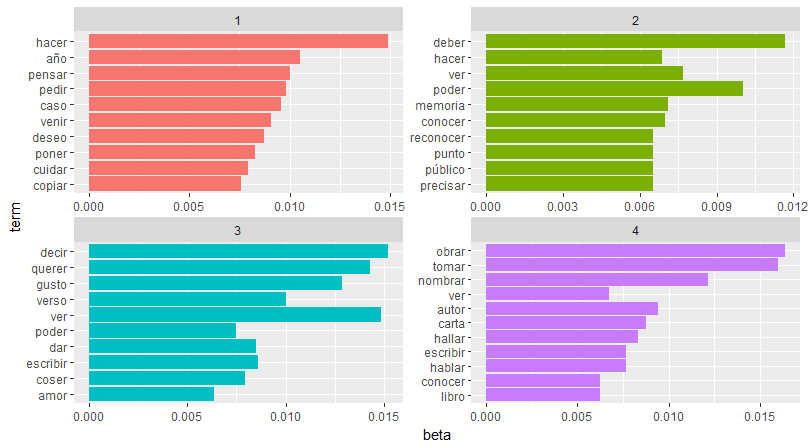 1
hacer
año
pensar
pedir
caso
venir
deseo
poner
cuidar
copiar
0.000 0.005 0.010 0.015
2
deber
hacer
ver
poder
memoria
conocer
reconocer
punto
público
precisar
0.000 0.003 0.006 0.009 0.012
3
decir
querer
gusto
verso
ver
poder
dar
escribir
coser
amor
0.000 0.005 0.010 0.015
4
obrar
tomar
nombrar
ver
autor
carta
hallar
escribir
hablar
conocer
libro
0.000 0.005 0.010 0.015
term
beta